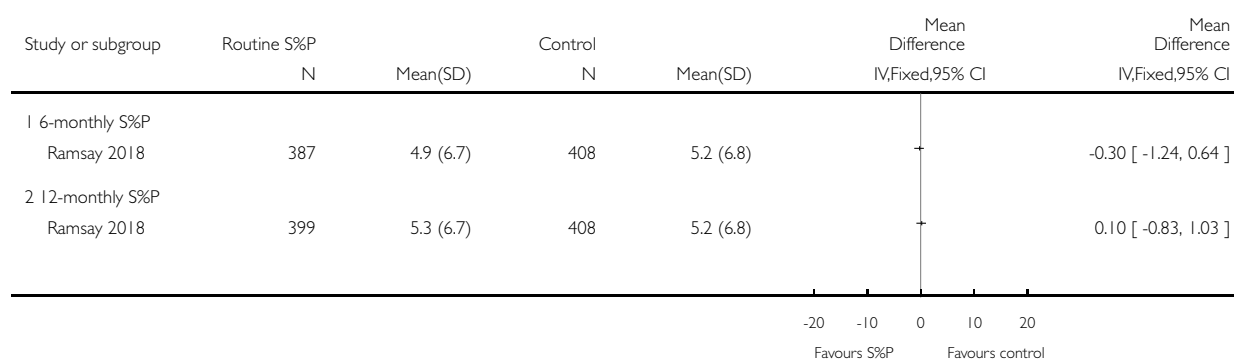 Study or subgroup Routine S%P Control Mean Difference Mean Difference
N Mean(SD) N Mean(SD) IV,Fixed,95% CI IV,Fixed,95% CI
1 6-monthly S%P
Ramsay 2018 387 4.9 (6.7) 408 5.2 (6.8) -0.30 [ -1.24, 0.64 ]
2 12-monthly S%P
Ramsay 2018 399 5.3 (6.7) 408 5.2 (6.8) 0.10 [ -0.83, 1.03 ]
-20 -10 0 10 20
Favours S%P Favours control